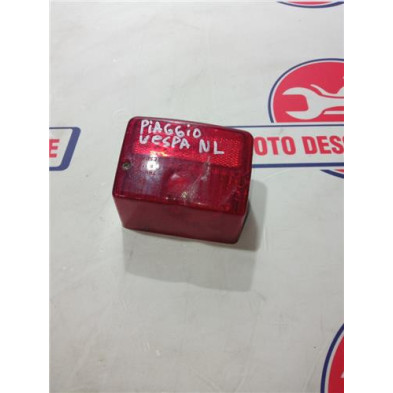 PiAGGiO
VESPA NL
OTO DES